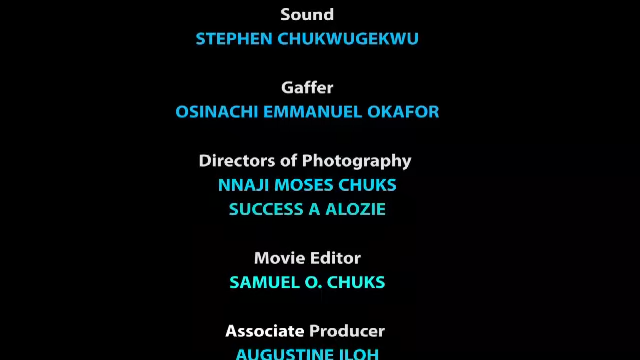 Sound
STEPHEN CHUKWUGEKWU
Gaffer
OSINACHI EMMANUEL OKAFOR
Directors of Photography
NNAJI MOSES CHUKS
SUCCESS A ALOZIE
Movie Editor
SAMUEL O. CHUKS
Associate Producer
AUGUSTINE ILOH